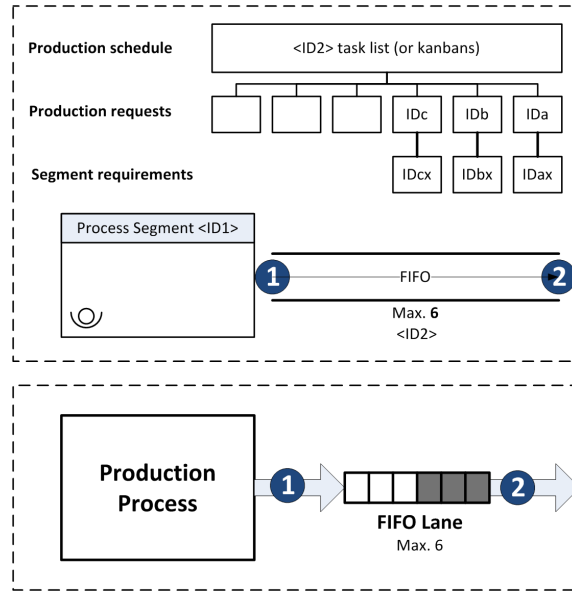 Production schedule
<ID2> task list (or kanbans)
Production requests
IDc
IDb
IDa
Segment requirements
IDcx
IDbx
IDax
Process Segment <ID1>
1
FIFO
2
Max. 6
<ID2>
Production
Process
1
2
FIFO Lane
Max. 6